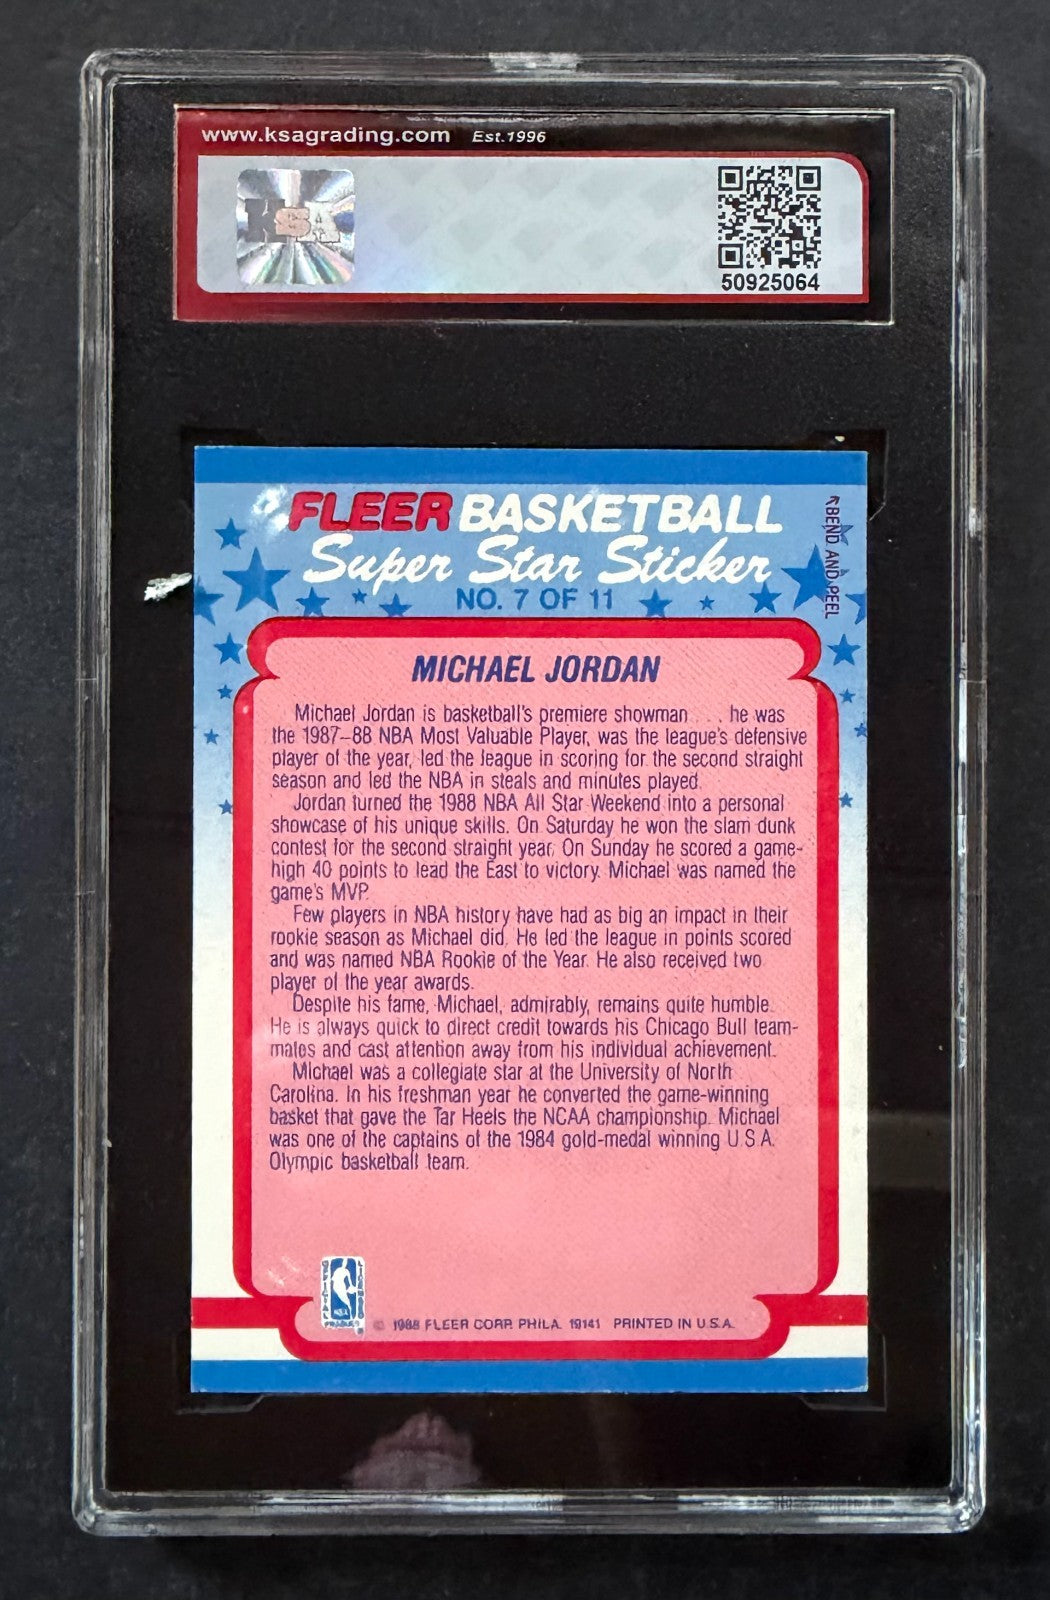 www.ksagrading.com Est.1996
KSA
50925064
FLEER BASKETBALL
Super Star Sticker
NO. 7 OF 11
BEND AND PEEL
MICHAEL JORDAN
Michael Jordan is basketball's premiere showman . . . he was
the 1987–88 NBA Most Valuable Player, was the league's defensive
player of the year, led the league in scoring for the second straight
season and led the NBA in steals and minutes played.
Jordan turned the 1988 NBA All Star Weekend into a personal
showcase of his unique skills. On Saturday he won the slam dunk
contest for the second straight year. On Sunday he scored a game-
high 40 points to lead the East to victory. Michael was named the
game's MVP.
Few players in NBA history have had as big an impact in their
rookie season as Michael did. He led the league in points scored
and was named NBA Rookie of the Year. He also received two
player of the year awards.
Despite his fame, Michael, admirably, remains quite humble.
He is always quick to direct credit towards his Chicago Bull team-
mates and cast attention away from his individual achievement.
Michael was a collegiate star at the University of North
Carolina. In his freshman year he converted the game-winning
basket that gave the Tar Heels the NCAA championship. Michael
was one of the captains of the 1984 gold-medal winning U.S.A.
Olympic basketball team.
NBA
© 1988 FLEER CORP. PHILA. 19141 PRINTED IN U.S.A.